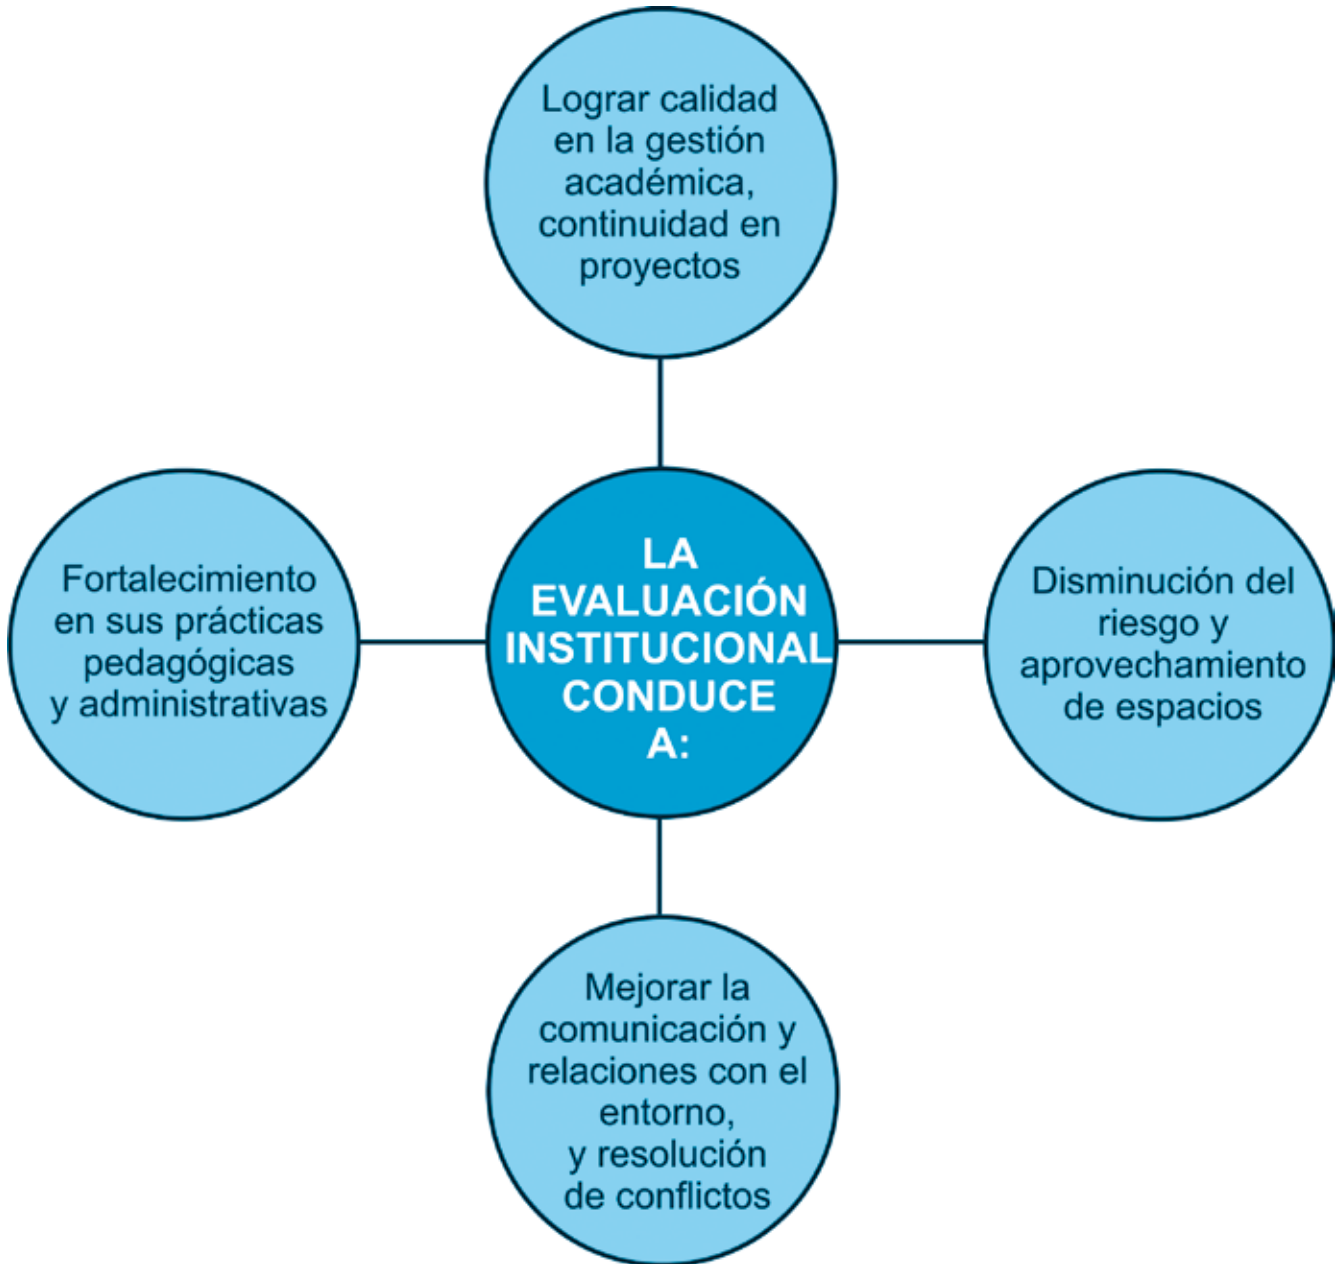 Lograr calidad
en la gestión
académica,
continuidad en
proyectos
Fortalecimiento
en sus prácticas
pedagógicas
y administrativas
LA
EVALUACIÓN
INSTITUCIONAL
CONDUCE
A:
Disminución del
riesgo y
aprovechamiento
de espacios
Mejorar la
comunicación y
relaciones con el
entorno,
y resolución
de conflictos